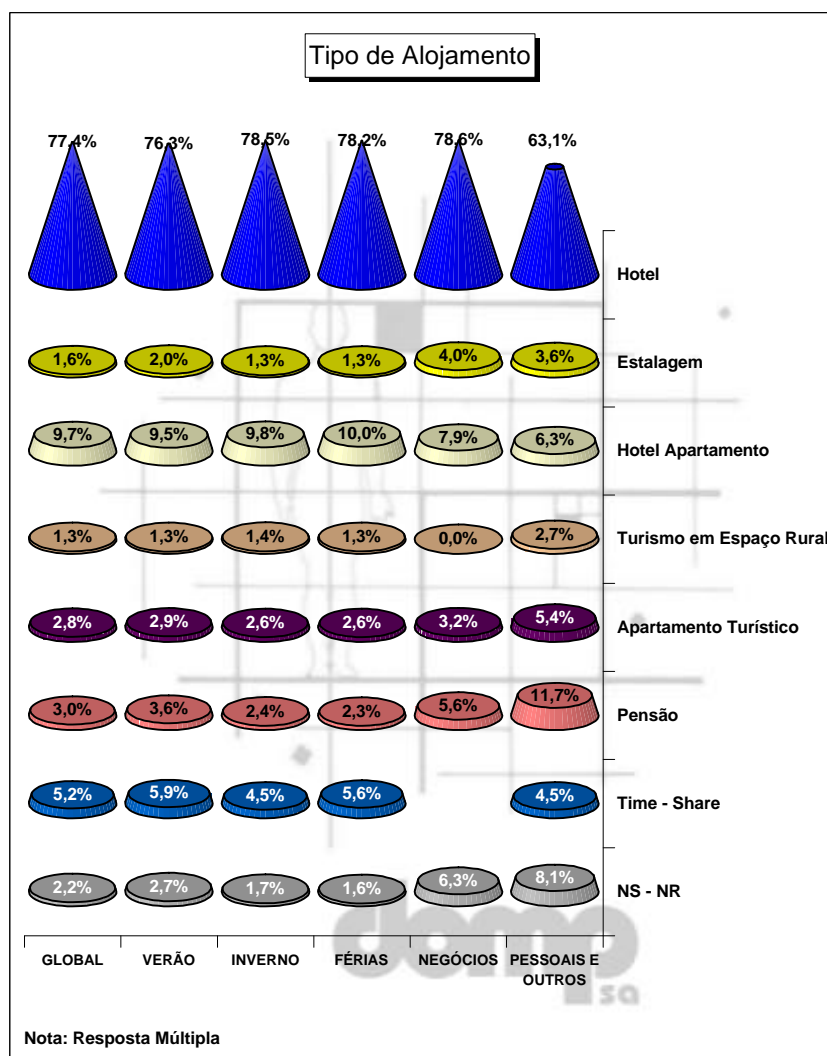 Tipo de Alojamento
77,4% 76,3% 78,5% 78,2% 78,6% 63,1%
Hotel
1,6% 2,0% 1,3% 1,3% 4,0% 3,6% Estalagem
9,7% 9,5% 9,8% 10,0% 7,9% 6,3% Hotel Apartamento
1,3% 1,3% 1,4% 1,3% 0,0% 2,7% Turismo em Espaço Rural
2,8% 2,9% 2,6% 2,6% 3,2% 5,4% Apartamento Turístico
3,0% 3,6% 2,4% 2,3% 5,6% 11,7% Pensão
5,2% 5,9% 4,5% 5,6% 4,5% Time - Share
2,2% 2,7% 1,7% 1,6% 6,3% 8,1% NS - NR
GLOBAL VERÃO INVERNO FÉRIAS NEGÓCIOS PESSOAIS E
OUTROS
domp
sa
Nota: Resposta Múltipla